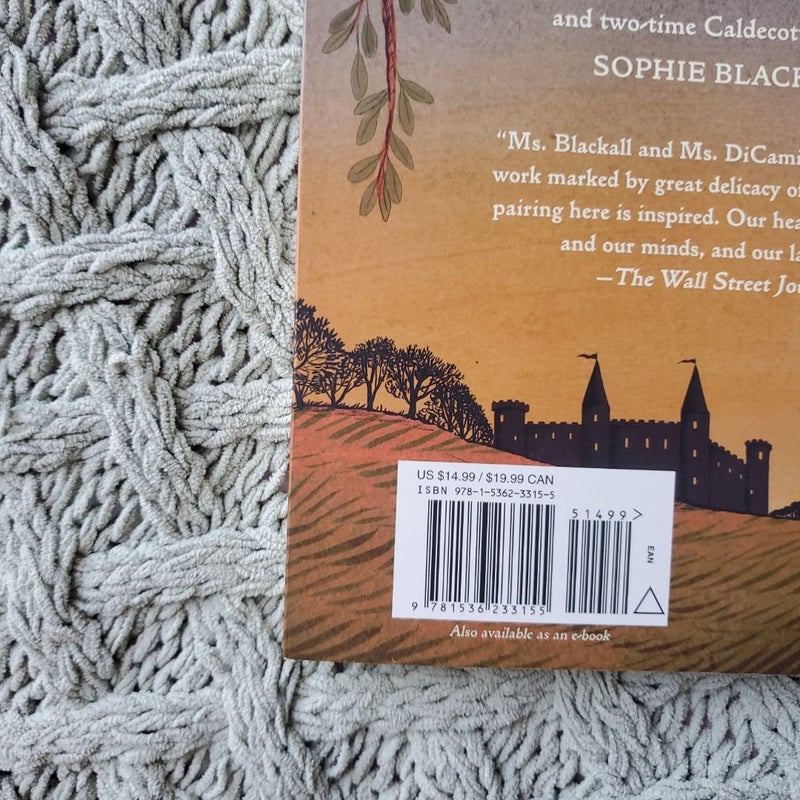 and two-time Caldecott
SOPHIE BLACK
“Ms. Blackall and Ms. DiCami
work marked by great delicacy of
pairing here is inspired. Our hea
and our minds, and our la
—The Wall Street Jou
US $14.99 / $19.99 CAN
ISBN 978-1-5362-3315-5
51499>
EAN
9 781536 233155
Also available as an e-book